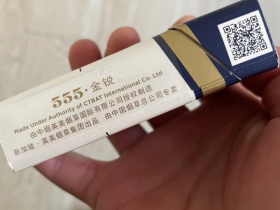 555·金锐
Made Under Authority of CTBAT International Co. Ltd
由中烟英美烟草国际有限公司授权制造
新加坡·英美烟草集团出品 由中国烟草总公司专卖